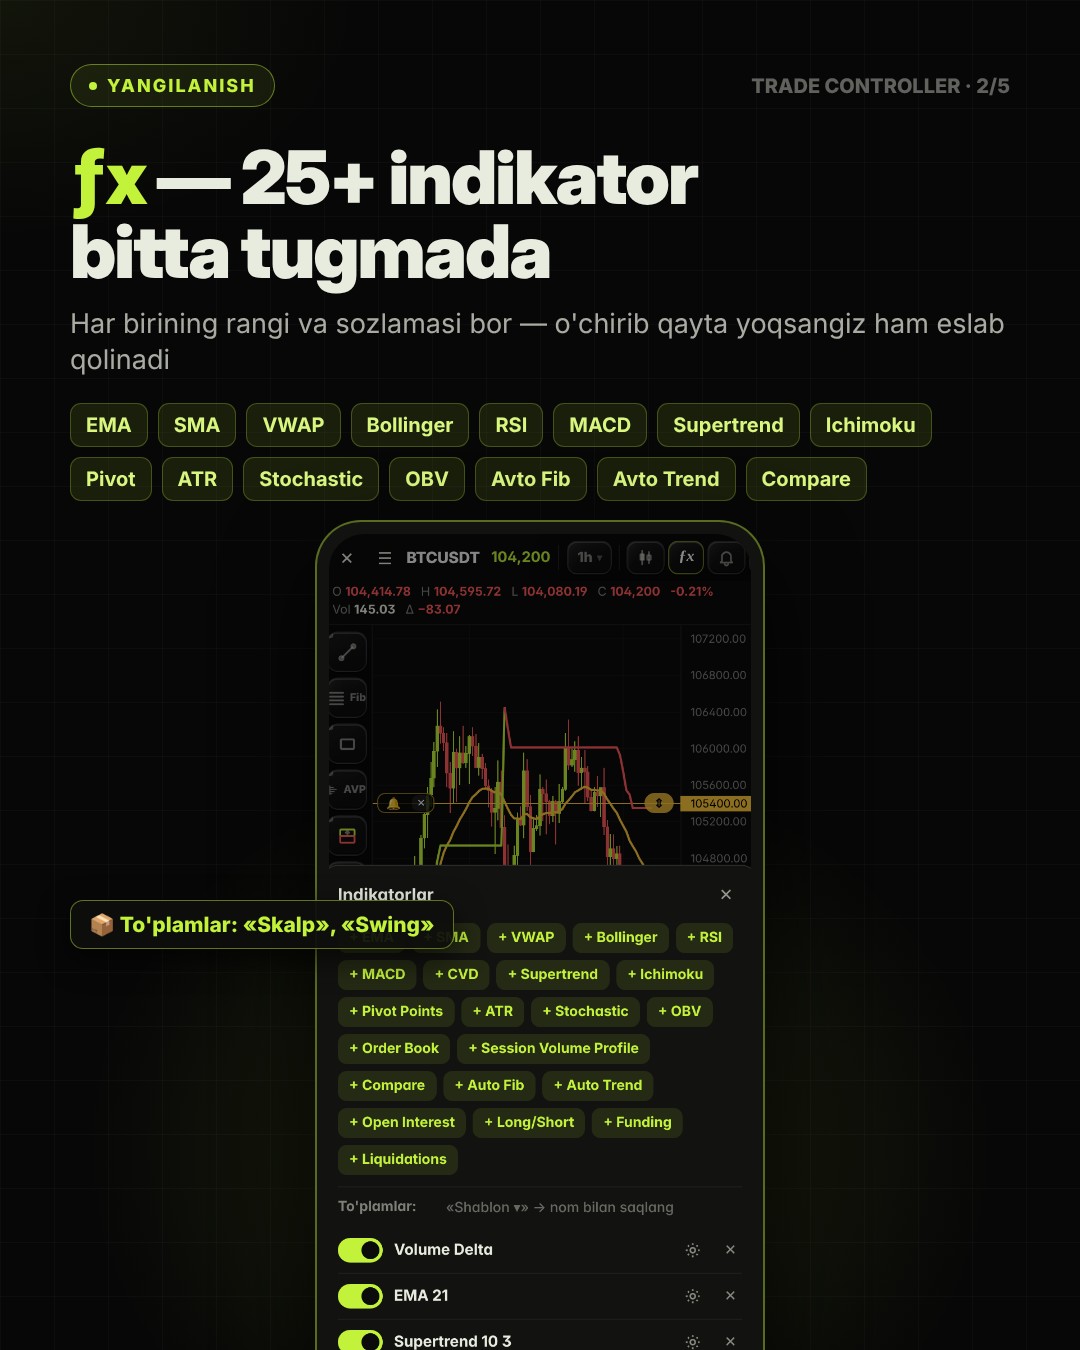 YANGILANISH
TRADE CONTROLLER · 2/5
ƒx — 25+ indikator
bitta tugmada
Har birining rangi va sozlamasi bor — o'chirib qayta yoqsangiz ham eslab
qolinadi
EMA SMA VWAP Bollinger RSI MACD Supertrend Ichimoku
Pivot ATR Stochastic OBV Avto Fib Avto Trend Compare
✕ ☰ BTCUSDT 104,200 1h ▾ ƒx
O 104,414.78 H 104,595.72 L 104,080.19 C 104,200 -0.21%
Vol 145.03 Δ −83.07
107200.00
106800.00
Fib
106400.00
106000.00
AVP
105600.00
105400.00
105200.00
104800.00
Indikatorlar ✕
📦 To'plamlar: «Skalp», «Swing»
+ EMA + SMA + VWAP + Bollinger + RSI
+ MACD + CVD + Supertrend + Ichimoku
+ Pivot Points + ATR + Stochastic + OBV
+ Order Book + Session Volume Profile
+ Compare + Auto Fib + Auto Trend
+ Open Interest + Long/Short + Funding
+ Liquidations
To'plamlar: «Shablon ▾» → nom bilan saqlang
Volume Delta ✕
EMA 21 ✕
Supertrend 10 3 ✕